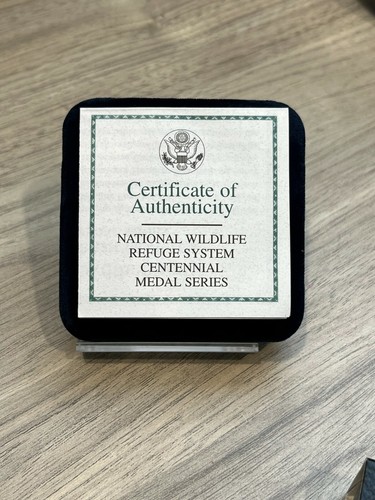 Certificate of
Authenticity
NATIONAL WILDLIFE
REFUGE SYSTEM
CENTENNIAL
MEDAL SERIES